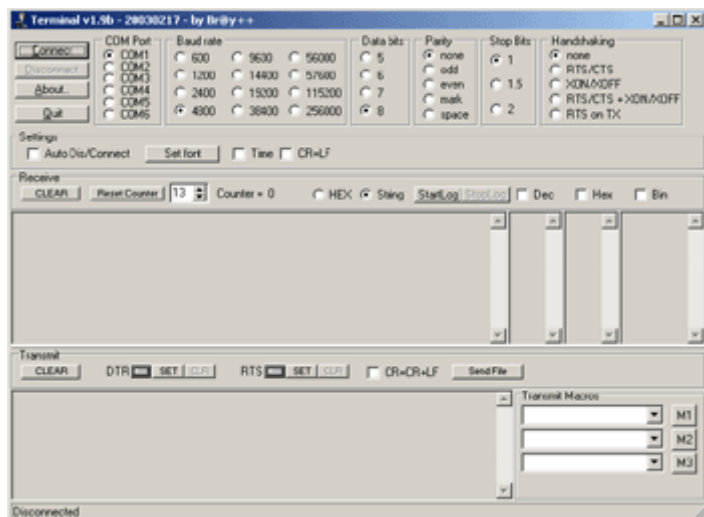 Terminal v1.9b - 20030217 - by Br@y++
Connect
Disconnect
About..
Quit
COM Port
COM1
COM2
COM3
COM4
COM5
COM6
Baud rate
600 9600 56000
1200 14400 57600
2400 19200 115200
4800 38400 256000
Data bits
5
6
7
8
Parity
none
odd
even
mark
space
Stop Bits
1
1.5
2
Handshaking
none
RTS/CTS
XON/XOFF
RTS/CTS + XON/XOFF
RTS on TX
Settings
Auto Dis/Connect Set font Time CR=LF
Receive
CLEAR Reset Counter 13 Counter = 0 HEX String StartLog StopLog Dec Hex Bin
Transmit
CLEAR DTR SET CLR RTS SET CLR CR=CR+LF Send File
Transmit Macros
M1
M2
M3
Disconnected